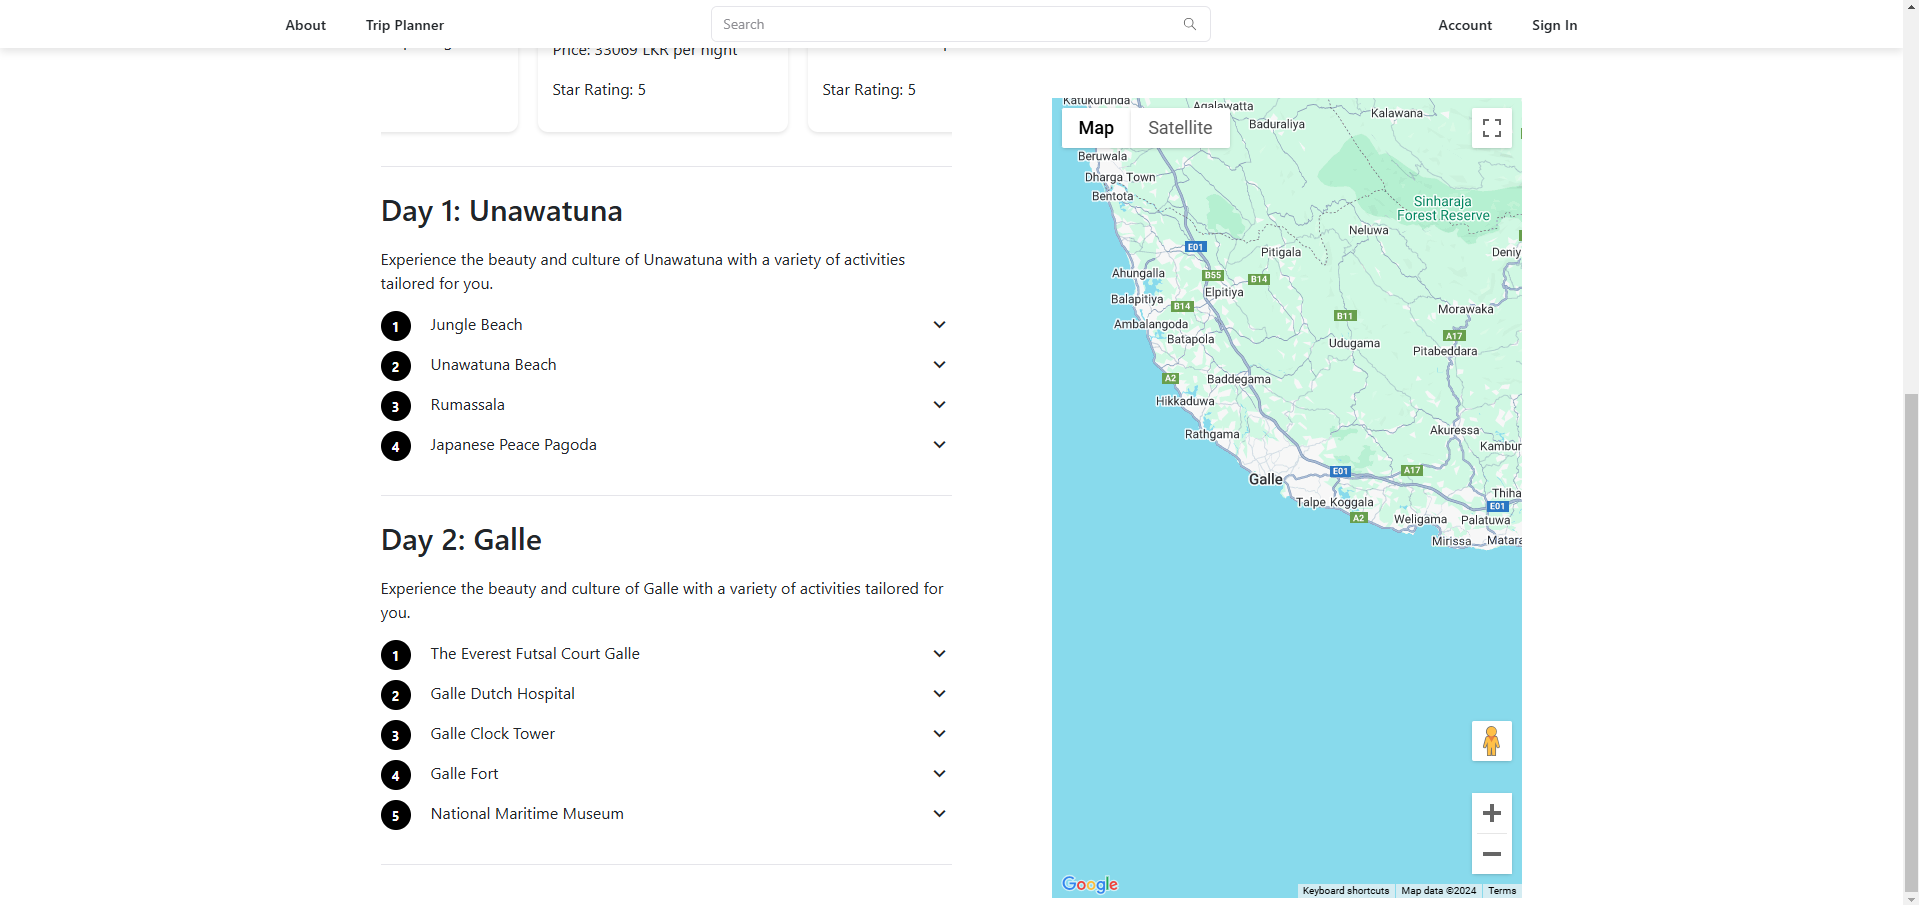 About
Trip Planner
Search
Account
Sign In
Price: 33069 LKR per night
Star Rating: 5
Star Rating: 5
Day 1: Unawatuna
Experience the beauty and culture of Unawatuna with a variety of activities
tailored for you.
1 Jungle Beach
2 Unawatuna Beach
3 Rumassala
4 Japanese Peace Pagoda
Day 2: Galle
Experience the beauty and culture of Galle with a variety of activities tailored for
you.
1 The Everest Futsal Court Galle
2 Galle Dutch Hospital
3 Galle Clock Tower
4 Galle Fort
5 National Maritime Museum
Katukurunda
Agalawatta
Kalawana
Baduraliya
Map
Satellite
Beruwala
Dharga Town
Bentota
Sinharaja
Forest Reserve
Neluwa
E01
Pitigala
Deniy
Ahungalla
B55
B14
Elpitiya
Balapitiya
B14
Morawaka
B11
Ambalangoda
Batapola
A17
Udugama
Pitabeddara
A2
Baddegama
Hikkaduwa
Rathgama
Akuressa
Kambur
E01
A17
Galle
Talpe
Koggala
Thiha
E01
A2
Weligama
Palatuwa
Mirissa
Matara
Google
Keyboard shortcuts
Map data ©2024
Terms